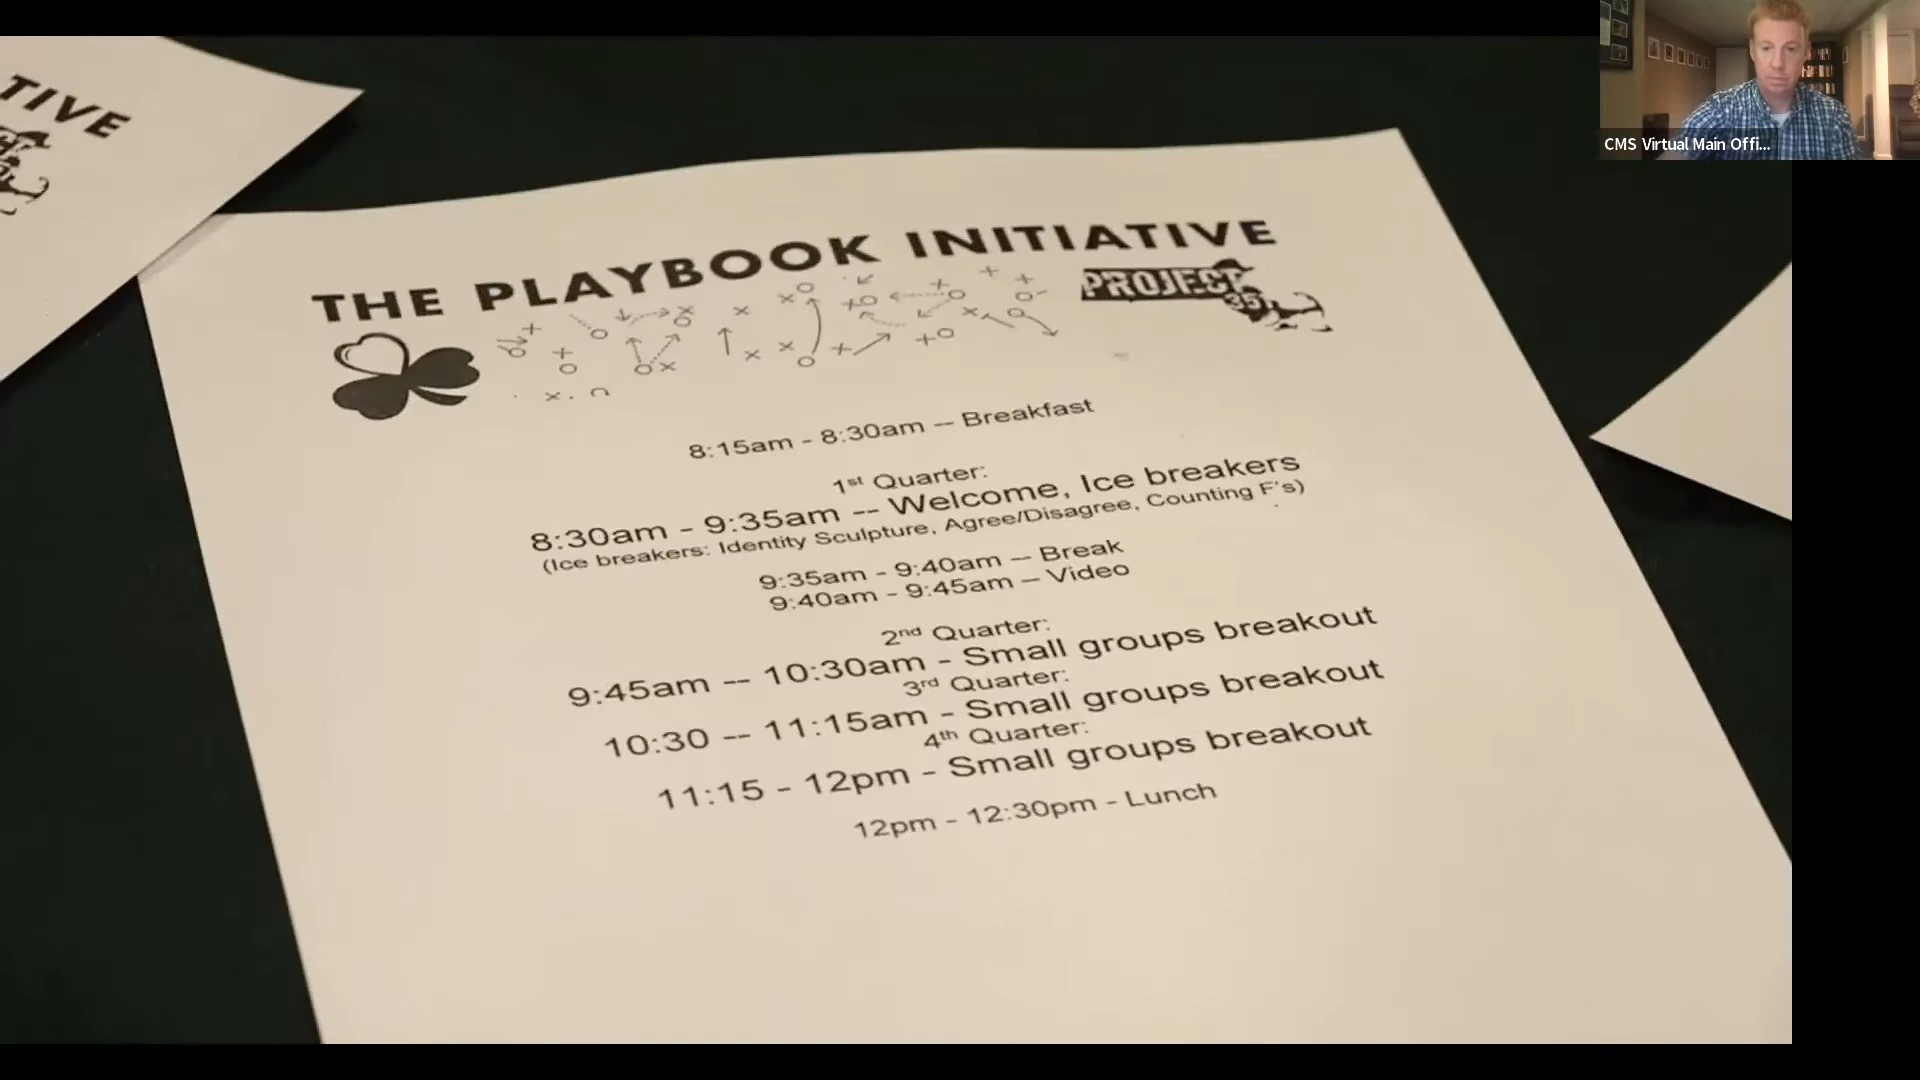 TIVE
THE PLAYBOOK INITIATIVE
PROJECT
351
8:15am - 8:30am -- Breakfast
1st Quarter:
8:30am - 9:35am -- Welcome, Ice breakers
(Ice breakers: Identity Sculpture, Agree/Disagree, Counting F's)
9:35am - 9:40am -- Break
9:40am - 9:45am -- Video
2nd Quarter:
9:45am -- 10:30am - Small groups breakout
3rd Quarter:
10:30 -- 11:15am - Small groups breakout
4th Quarter:
11:15 - 12pm - Small groups breakout
12pm - 12:30pm - Lunch
CMS Virtual Main Offi...